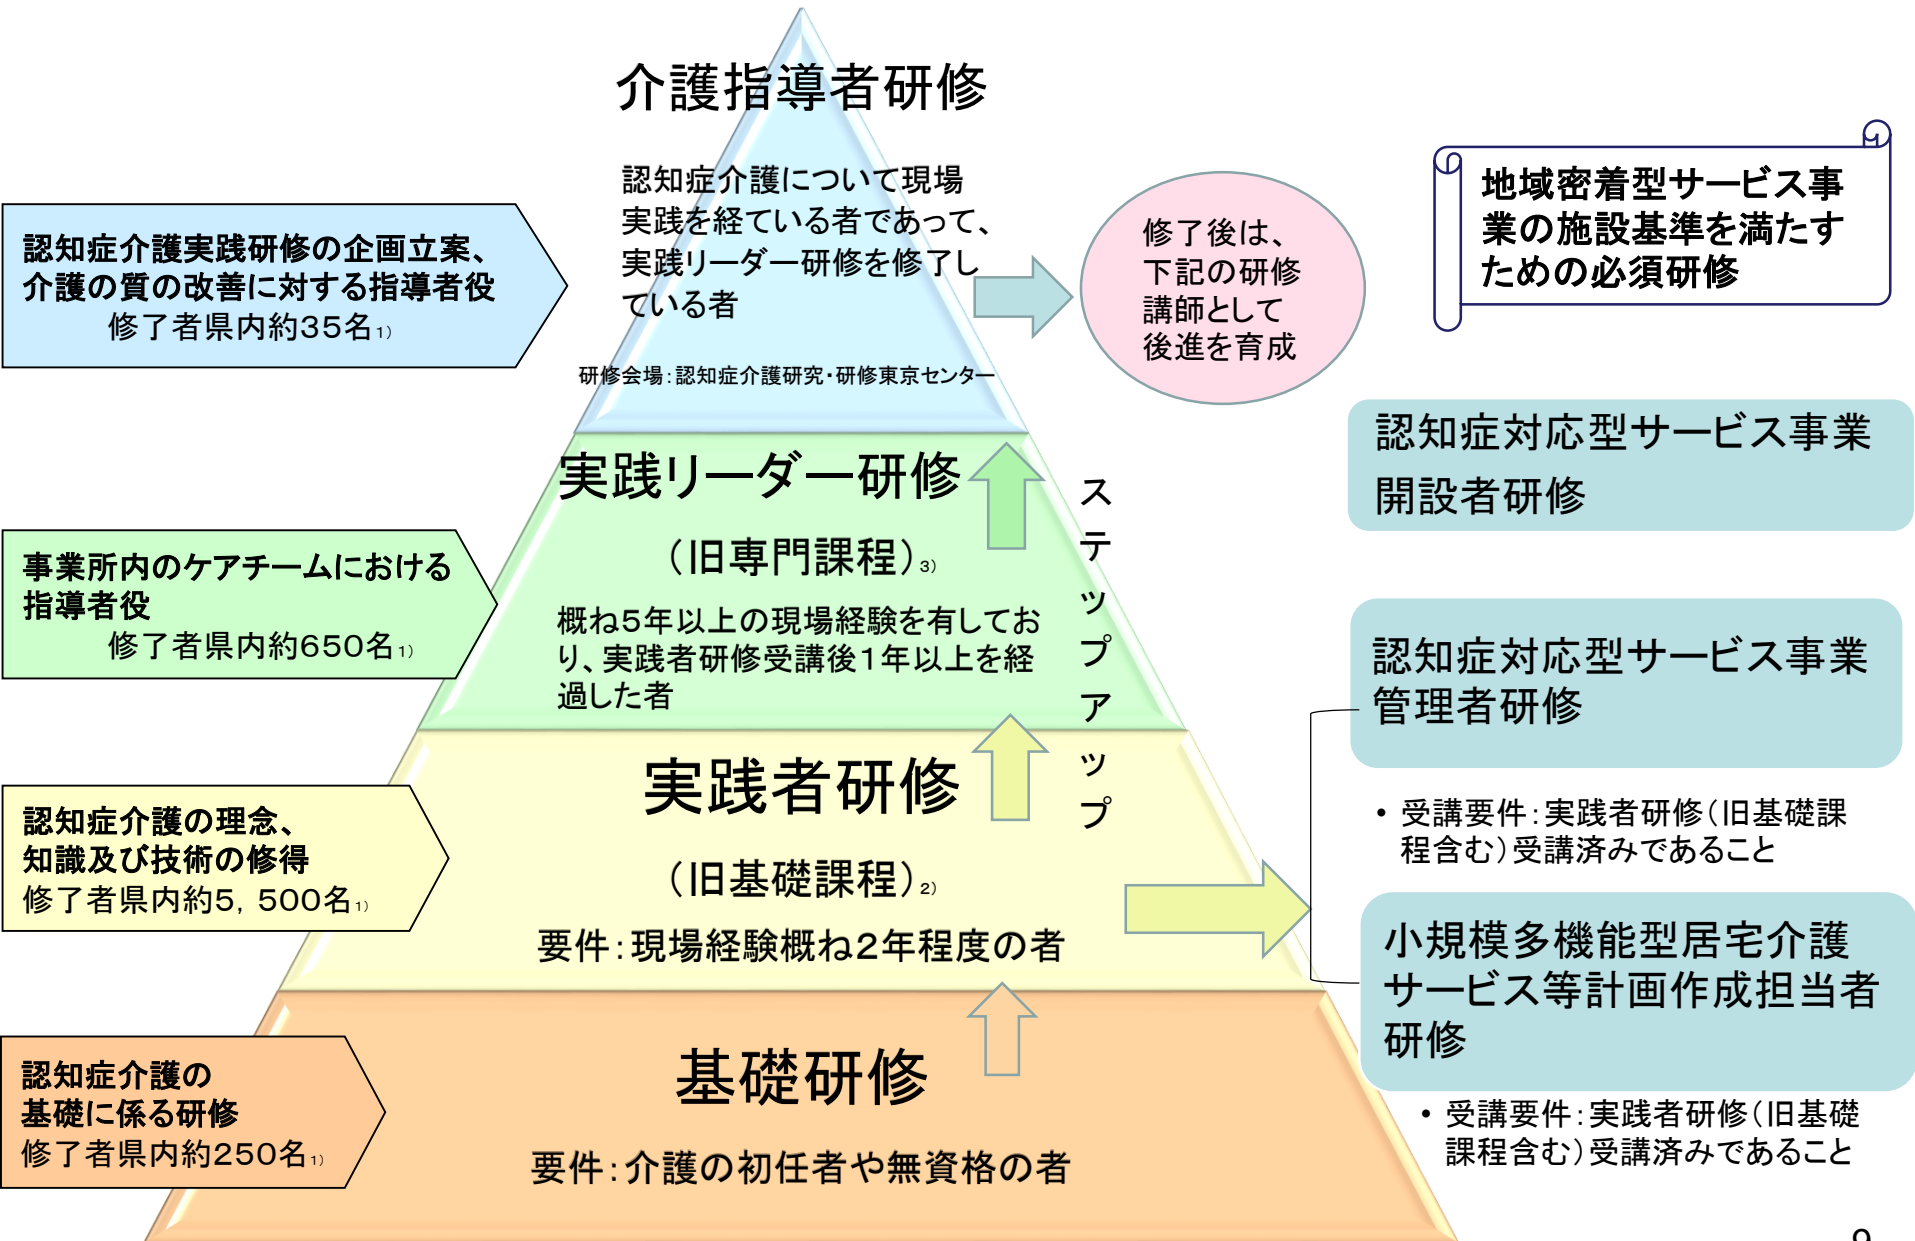 介護指導者研修
認知症介護について現場
実践を経ている者であって、
実践リーダー研修を修了し
ている者
研修会場：認知症介護研究・研修東京センター
認知症介護実践研修の企画立案、
介護の質の改善に対する指導者役
修了者県内約35名1)
修了後は、
下記の研修
講師として
後進を育成
地域密着型サービス事
業の施設基準を満たす
ための必須研修
実践リーダー研修
（旧専門課程）3)
概ね5年以上の現場経験を有してお
り、実践者研修受講後1年以上を経
過した者
事業所内のケアチームにおける
指導者役
修了者県内約650名1)
ステップアップ
認知症対応型サービス事業
開設者研修
認知症対応型サービス事業
管理者研修
• 受講要件：実践者研修（旧基礎課
程含む）受講済みであること
実践者研修
（旧基礎課程）2)
要件：現場経験概ね2年程度の者
認知症介護の理念、
知識及び技術の修得
修了者県内約5，500名1)
小規模多機能型居宅介護
サービス等計画作成担当者
研修
• 受講要件：実践者研修（旧基礎
課程含む）受講済みであること
基礎研修
要件：介護の初任者や無資格の者
認知症介護の
基礎に係る研修
修了者県内約250名1)